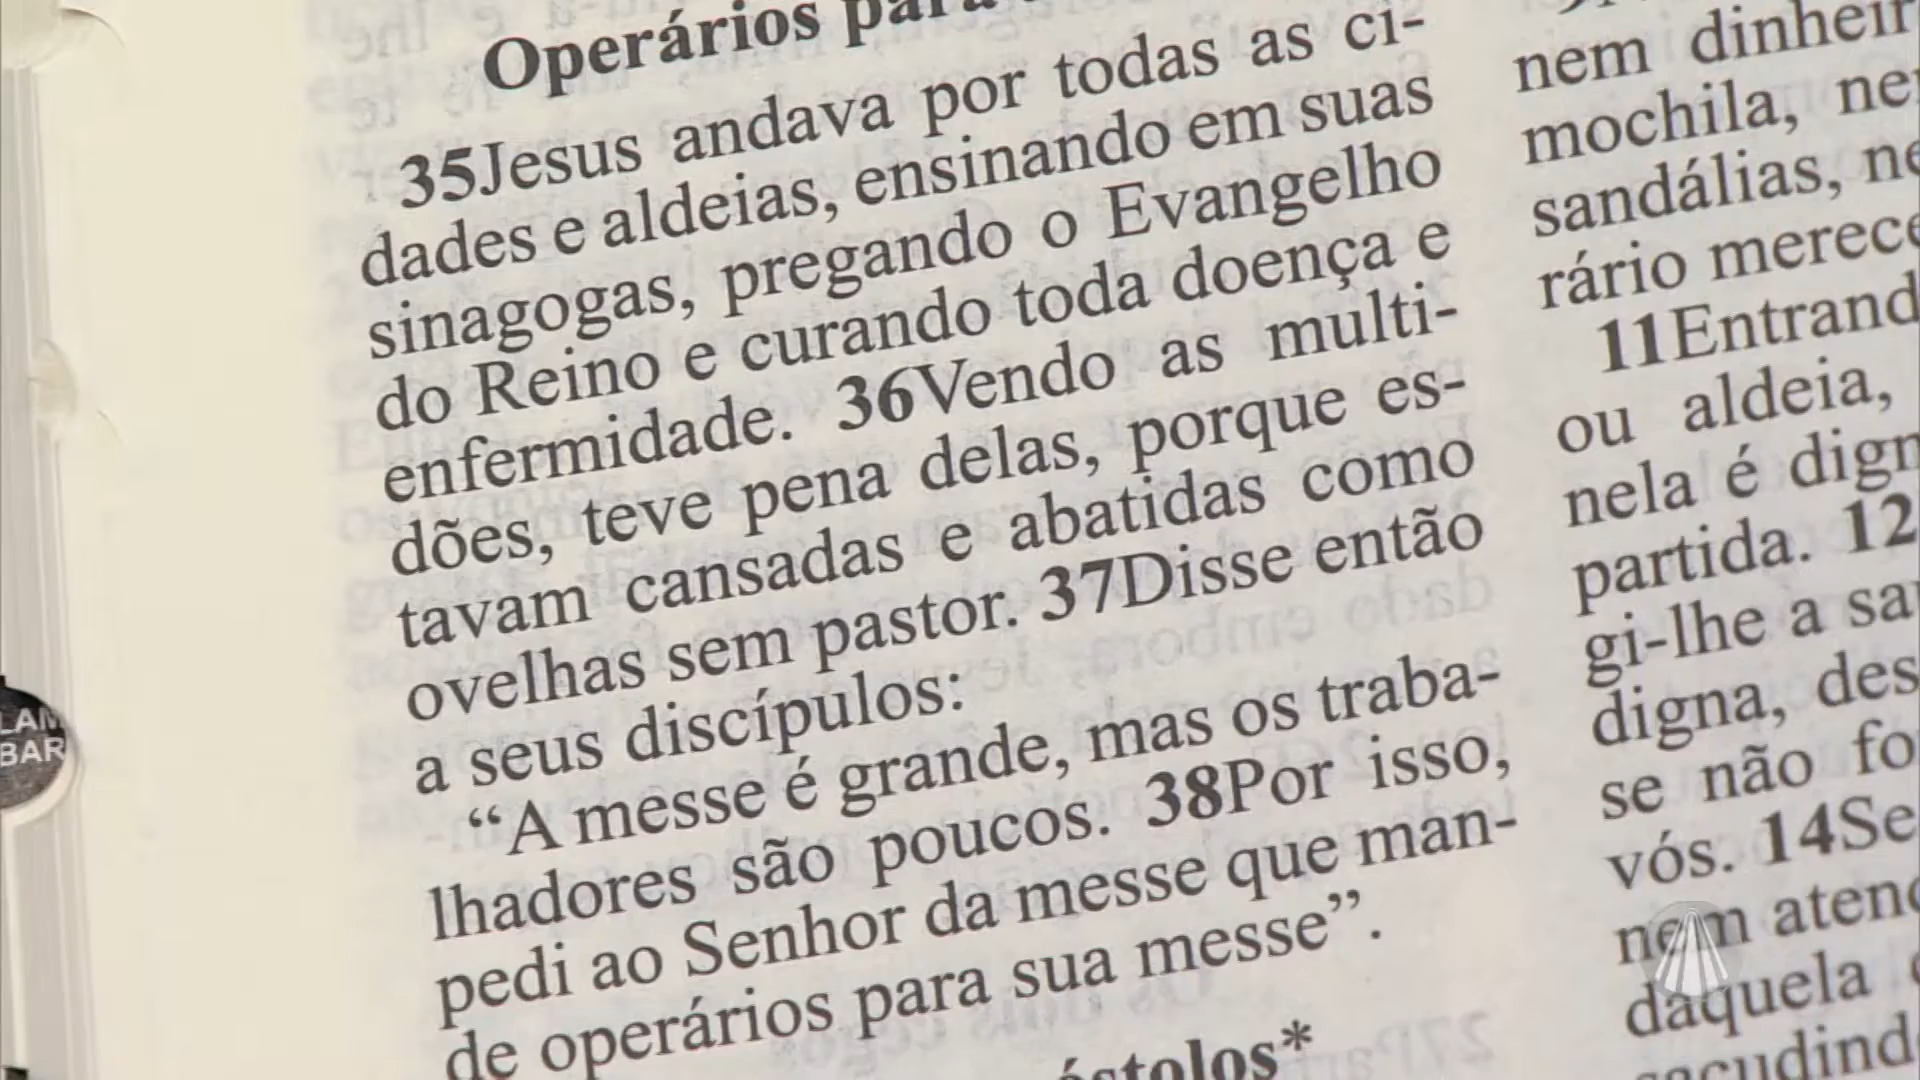 Operários
35Jesus andava por todas as ci-
dades e aldeias, ensinando em suas
sinagogas, pregando o Evangelho
do Reino e curando toda doença e
enfermidade. 36Vendo as multi-
dões, teve pena delas, porque es-
tavam cansadas e abatidas como
ovelhas sem pastor. 37Disse então
a seus discípulos:
“A messe é grande, mas os traba-
lhadores são poucos. 38Por isso,
pedi ao Senhor da messe que man-
de operários para sua messe”.
nem
mochila,
sandálias,
rário
11
ou aldeia,
nela é
partida. 12
gi-lhe a
digna,
se não
vós. 14
nem
daquela
BAR